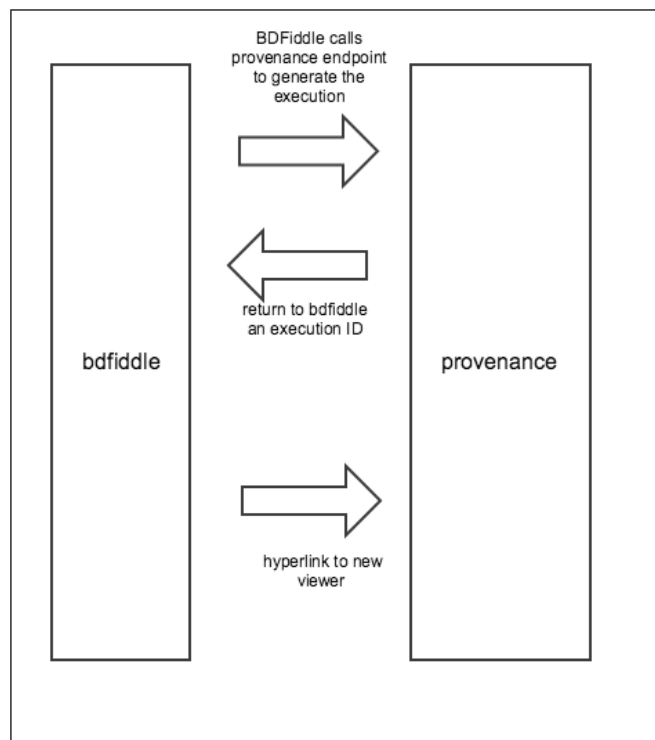 BDFiddle calls
provenance endpoint
to generate the
execution
return to bdfiddle
an execution ID
bdfiddle
provenance
hyperlink to new
viewer